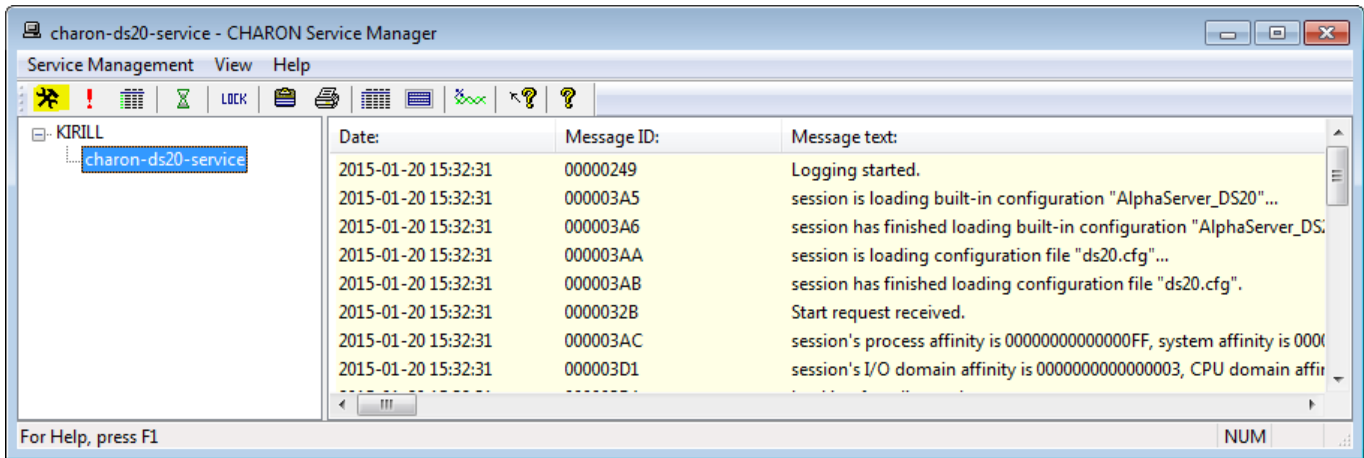 charon-ds20-service - CHARON Service Manager
Service Management View Help
LOCK
KIRILL
charon-ds20-service
Date: Message ID: Message text:
2015-01-20 15:32:31 00000249 Logging started.
2015-01-20 15:32:31 000003A5 session is loading built-in configuration "AlphaServer_DS20"...
2015-01-20 15:32:31 000003A6 session has finished loading built-in configuration "AlphaServer_DS
2015-01-20 15:32:31 000003AA session is loading configuration file "ds20.cfg"...
2015-01-20 15:32:31 000003AB session has finished loading configuration file "ds20.cfg".
2015-01-20 15:32:31 0000032B Start request received.
2015-01-20 15:32:31 000003AC session's process affinity is 00000000000000FF, system affinity is 000
2015-01-20 15:32:31 000003D1 session's I/O domain affinity is 0000000000000003, CPU domain affin
For Help, press F1 NUM